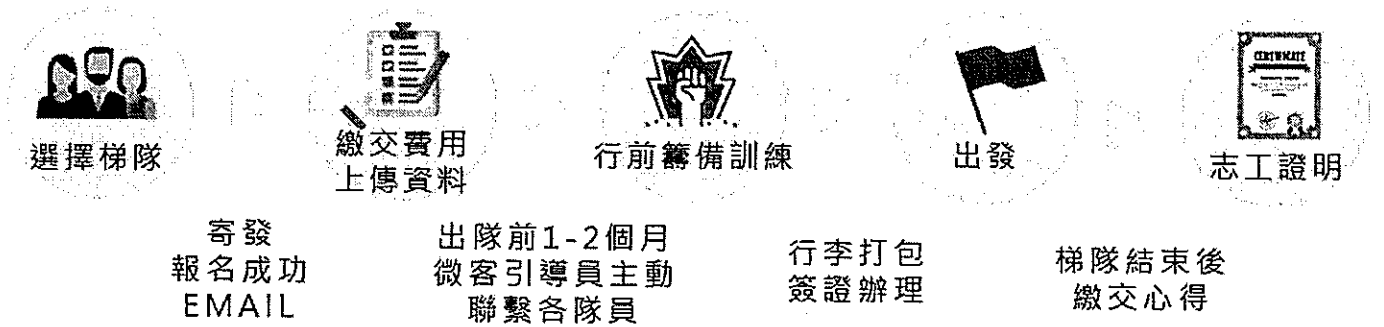 CERTIFICATE
選擇梯隊
繳交費用
上傳資料
行前籌備訓練
出發
志工證明
寄發
報名成功
EMAIL
出隊前1-2個月
微客引導員主動
聯繫各隊員
行李打包
簽證辦理
梯隊結束後
繳交心得